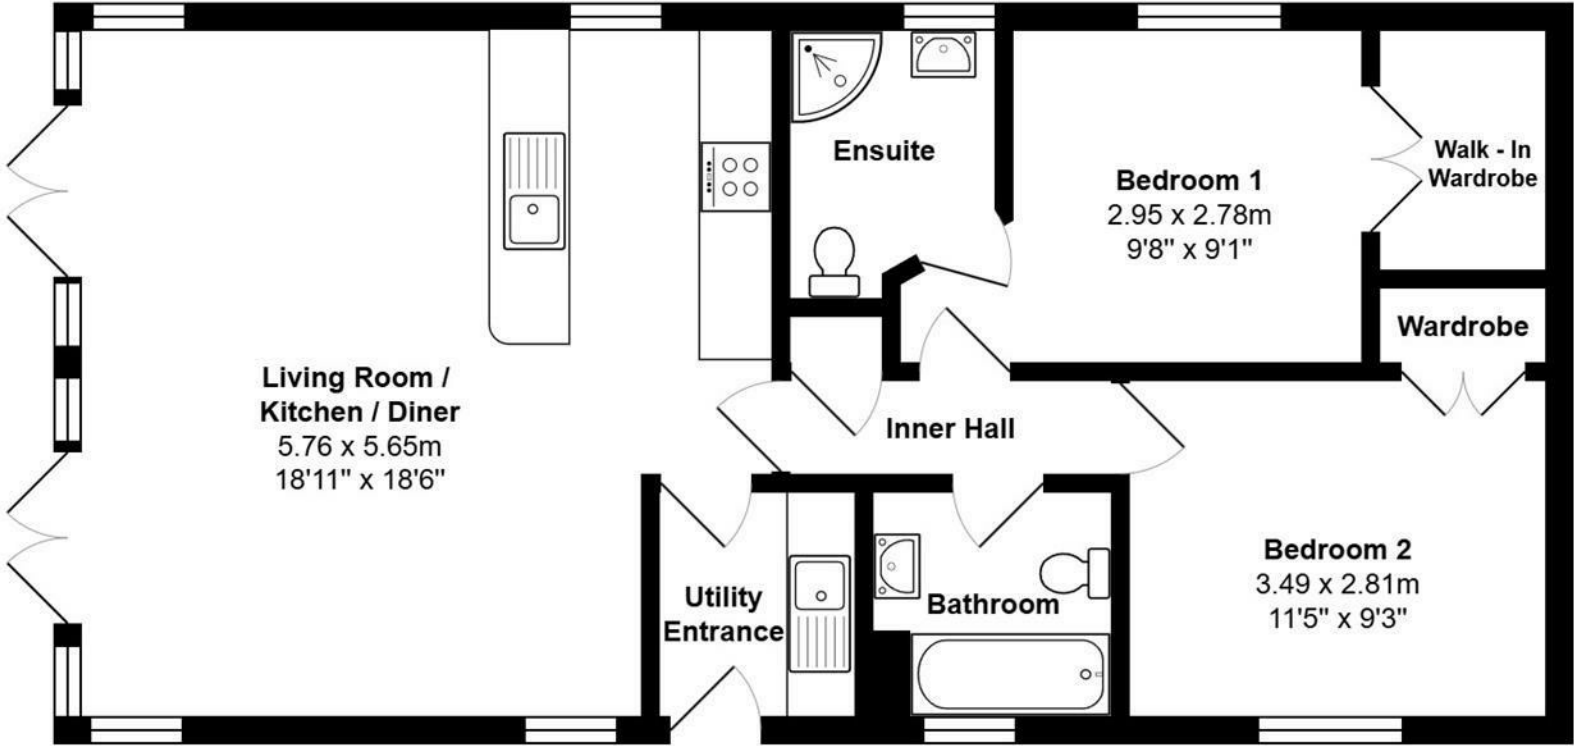 Ensuite
Walk - In
Wardrobe
Bedroom 1
2.95 x 2.78m
9'8" x 9'1"
Wardrobe
Living Room /
Kitchen / Diner
5.76 x 5.65m
18'11" x 18'6"
Inner Hall
Bedroom 2
3.49 x 2.81m
11'5" x 9'3"
Utility
Entrance
Bathroom